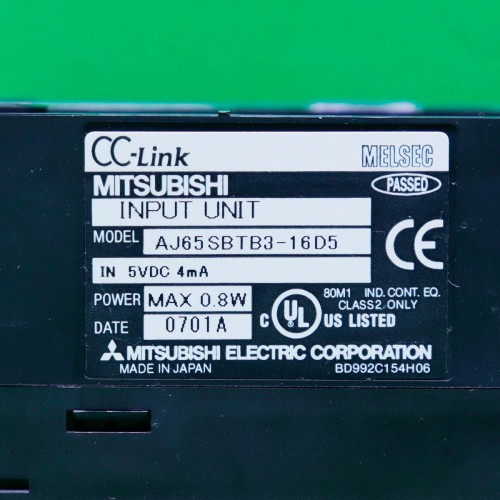 CC-Link MELSEC
MITSUBISHI PASSED
INPUT UNIT
MODEL AJ65SBTB3-16D5
CE
IN 5VDC 4mA
POWER MAX 0.8W
80M1 IND. CONT. EQ.
CLASS2 ONLY
DATE 0701A
C UL US LISTED
MITSUBISHI ELECTRIC CORPORATION
MADE IN JAPAN BD992C154H06